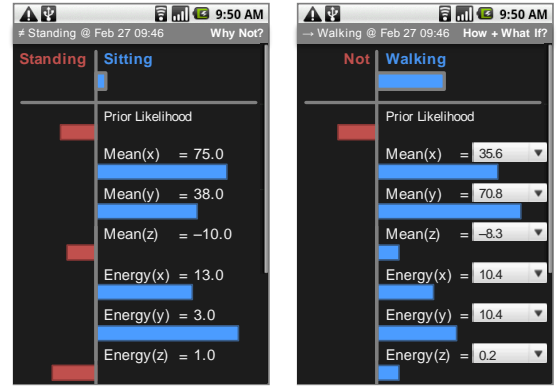 9:50 AM
≠ Standing @ Feb 27 09:46 Why Not?
Standing Sitting
Prior Likelihood
Mean(x) = 75.0
Mean(y) = 38.0
Mean(z) = –10.0
Energy(x) = 13.0
Energy(y) = 3.0
Energy(z) = 1.0
9:50 AM
→ Walking @ Feb 27 09:46 How + What If?
Not Walking
Prior Likelihood
Mean(x) = 35.6
Mean(y) = 70.8
Mean(z) = –8.3
Energy(x) = 10.4
Energy(y) = 10.4
Energy(z) = 0.2